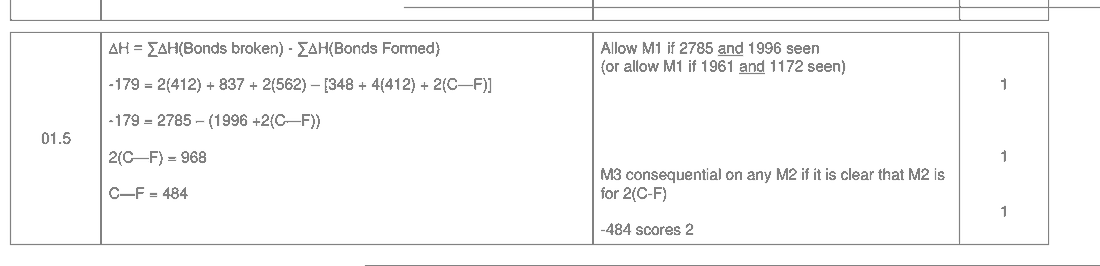 01.5
ΔH = ∑ΔH(Bonds broken) - ∑ΔH(Bonds Formed)
-179 = 2(412) + 837 + 2(562) – [348 + 4(412) + 2(C—F)]
-179 = 2785 – (1996 +2(C—F))
2(C—F) = 968
C—F = 484
Allow M1 if 2785 and 1996 seen
(or allow M1 if 1961 and 1172 seen)
M3 consequential on any M2 if it is clear that M2 is
for 2(C-F)
-484 scores 2
1
1
1